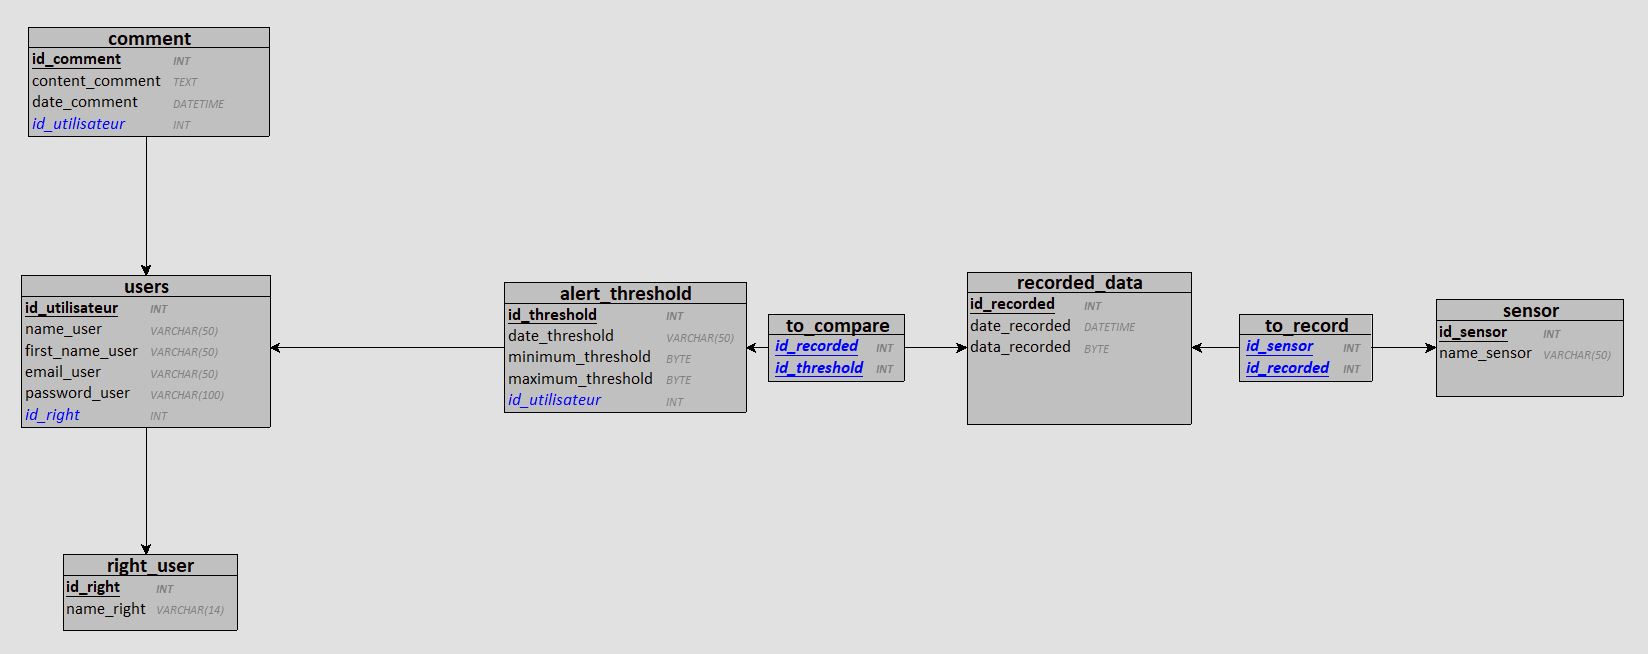 comment
id_comment INT
content_comment TEXT
date_comment DATETIME
id_utilisateur INT
users
id_utilisateur INT
name_user VARCHAR(50)
first_name_user VARCHAR(50)
email_user VARCHAR(50)
password_user VARCHAR(100)
id_right INT
right_user
id_right INT
name_right VARCHAR(14)
alert_threshold
id_threshold INT
date_threshold VARCHAR(50)
minimum_threshold BYTE
maximum_threshold BYTE
id_utilisateur INT
to_compare
id_recorded INT
id_threshold INT
recorded_data
id_recorded INT
date_recorded DATETIME
data_recorded BYTE
to_record
id_sensor INT
id_recorded INT
sensor
id_sensor INT
name_sensor VARCHAR(50)